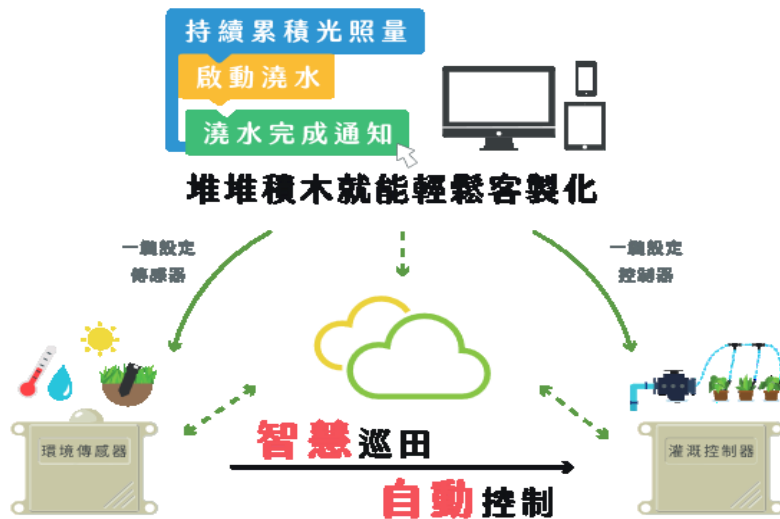 持續累積光照量
啟動澆水
澆水完成通知
堆堆積木就能輕鬆客製化
一鍵設定
傳感器
一鍵設定
控制器
環境傳感器
智慧巡田
自動控制
灌溉控制器